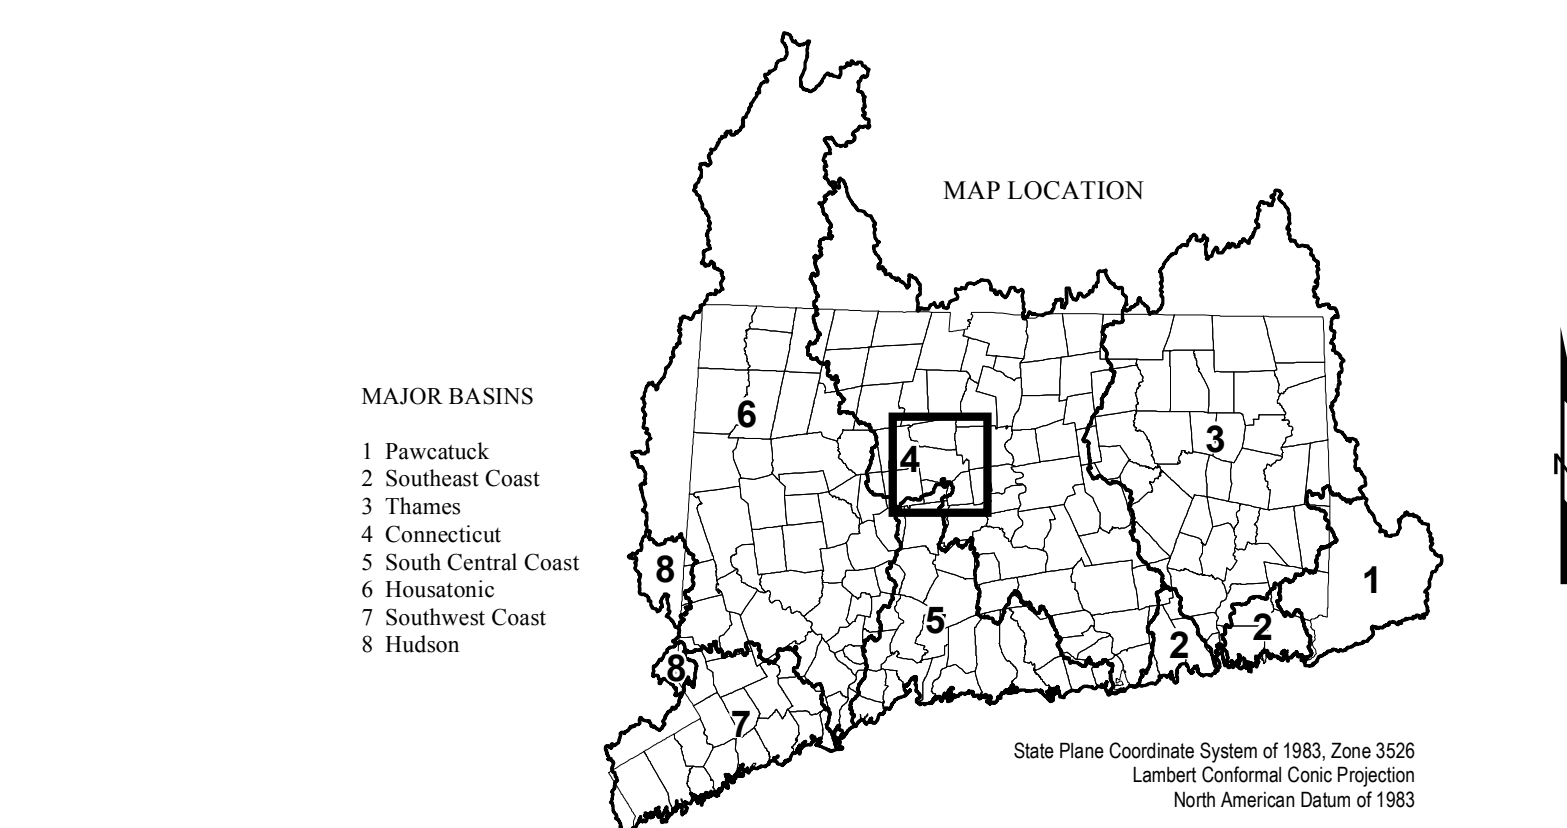 MAP LOCATION
MAJOR BASINS
1 Pawcatuck
2 Southeast Coast
3 Thames
4 Connecticut
5 South Central Coast
6 Housatonic
7 Southwest Coast
8 Hudson
6
3
4
8
1
5
2
2
8
7
State Plane Coordinate System of 1983, Zone 3526
Lambert Conformal Conic Projection
North American Datum of 1983